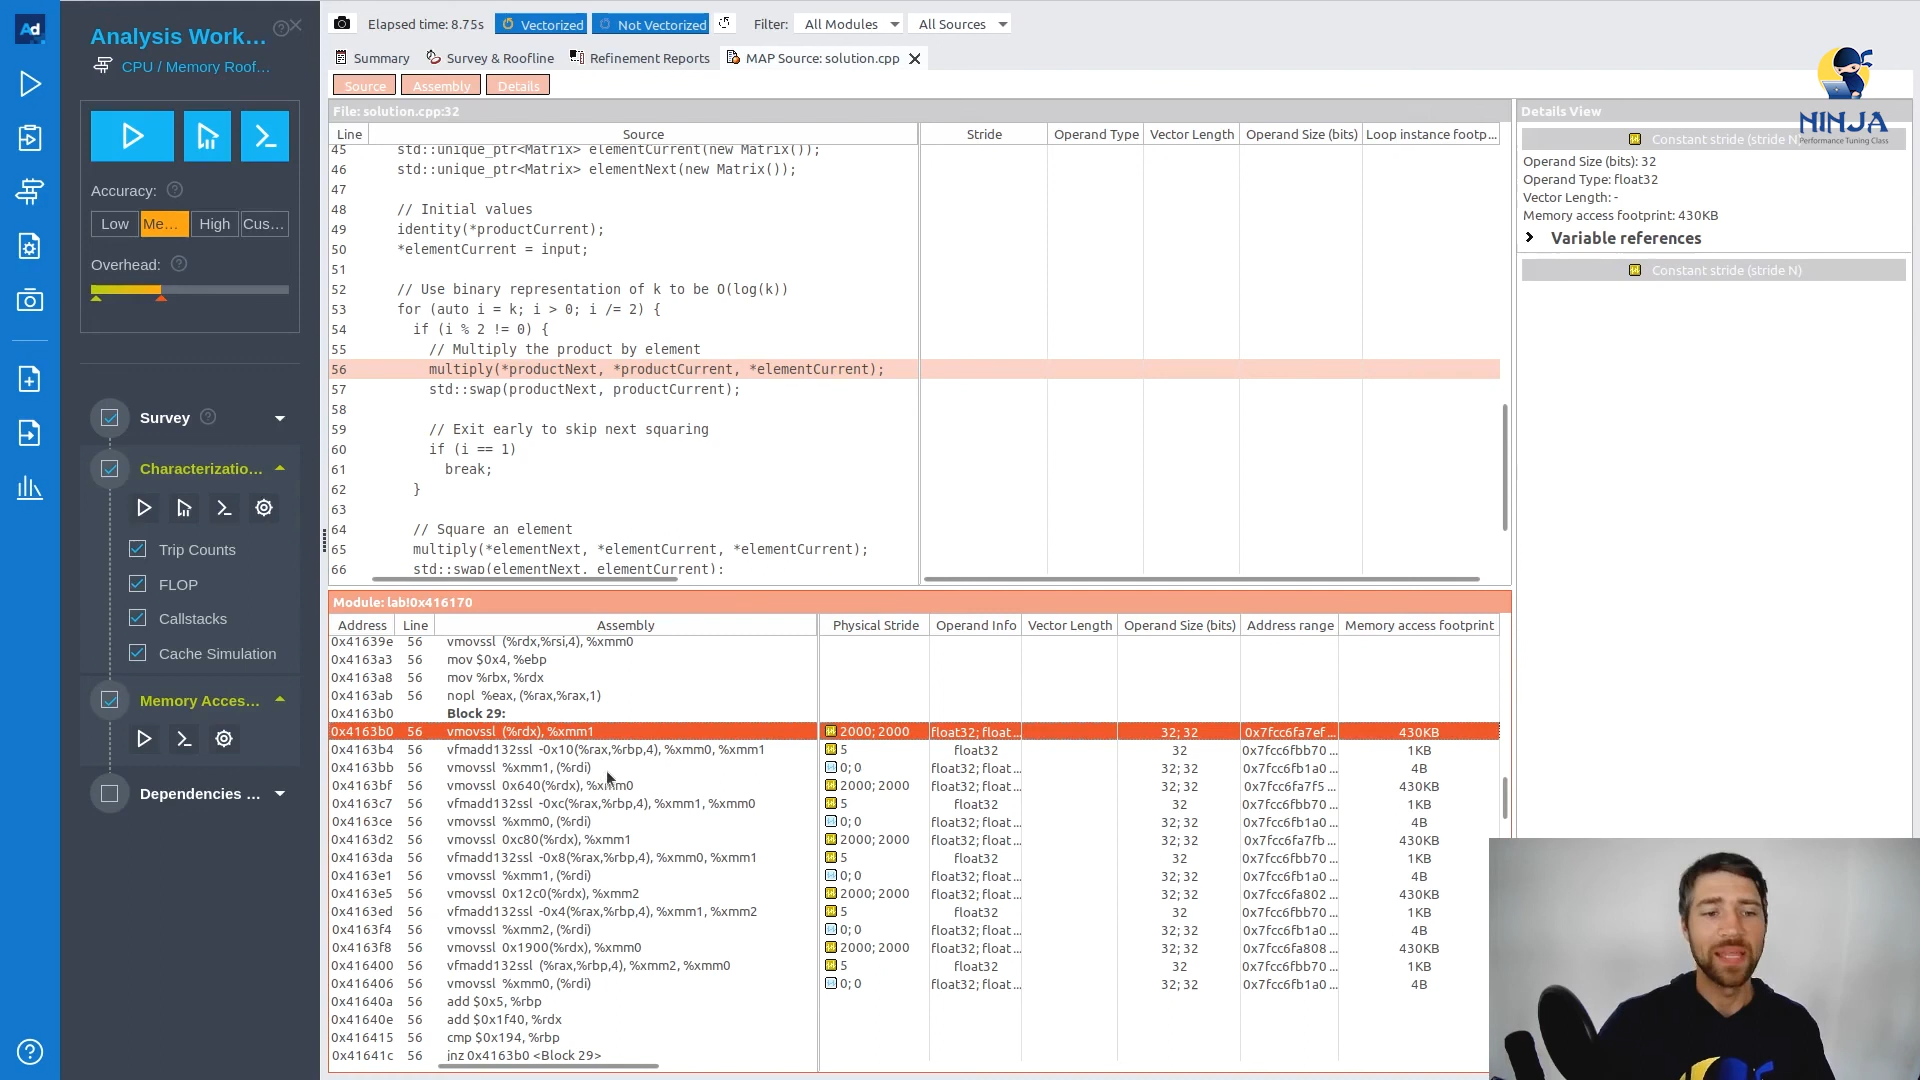 Ad
Analysis Work...
CPU / Memory Roof...
Accuracy:
Low
Me...
High
Cus...
Overhead:
Survey
Characterizatio...
Trip Counts
FLOP
Callstacks
Cache Simulation
Memory Acces...
Dependencies ...
Elapsed time: 8.75s
Vectorized
Not Vectorized
Filter:
All Modules
All Sources
Summary
Survey & Roofline
Refinement Reports
MAP Source: solution.cpp
Source
Assembly
Details
File: solution.cpp:32
Line Source Stride Operand Type Vector Length Operand Size (bits) Loop instance footp...
45 std::unique_ptr<Matrix> elementCurrent(new Matrix());
46 std::unique_ptr<Matrix> elementNext(new Matrix());
47
48 // Initial values
49 identity(*productCurrent);
50 *elementCurrent = input;
51
52 // Use binary representation of k to be O(log(k))
53 for (auto i = k; i > 0; i /= 2) {
54 if (i % 2 != 0) {
55 // Multiply the product by element
56 multiply(*productNext, *productCurrent, *elementCurrent);
57 std::swap(productNext, productCurrent);
58
59 // Exit early to skip next squaring
60 if (i == 1)
61 break;
62 }
63
64 // Square an element
65 multiply(*elementNext, *elementCurrent, *elementCurrent);
66 std::swap(elementNext, elementCurrent);
Module: lab!0x416170
Address Line Assembly Physical Stride Operand Info Vector Length Operand Size (bits) Address range Memory access footprint
0x41639e 56 vmovssl (%rdx,%rsi,4), %xmm0
0x4163a3 56 mov $0x4, %ebp
0x4163a8 56 mov %rbx, %rdx
0x4163ab 56 nopl %eax, (%rax,%rax,1)
0x4163b0 Block 29:
0x4163b0 56 vmovssl (%rdx), %xmm1 2000; 2000 float32; float... 32; 32 0x7fcc6fa7ef ... 430KB
0x4163b4 56 vfmadd132ssl -0x10(%rax,%rbp,4), %xmm0, %xmm1 5 float32 32 0x7fcc6fbb70 ... 1KB
0x4163bb 56 vmovssl %xmm1, (%rdi) 0; 0 float32; float... 32; 32 0x7fcc6fb1a0 ... 4B
0x4163bf 56 vmovssl 0x640(%rdx), %xmm0 2000; 2000 float32; float... 32; 32 0x7fcc6fa7f5 ... 430KB
0x4163c7 56 vfmadd132ssl -0xc(%rax,%rbp,4), %xmm1, %xmm0 5 float32 32 0x7fcc6fbb70 ... 1KB
0x4163ce 56 vmovssl %xmm0, (%rdi) 0; 0 float32; float... 32; 32 0x7fcc6fb1a0 ... 4B
0x4163d2 56 vmovssl 0xc80(%rdx), %xmm1 2000; 2000 float32; float... 32; 32 0x7fcc6fa7fb ... 430KB
0x4163da 56 vfmadd132ssl -0x8(%rax,%rbp,4), %xmm0, %xmm1 5 float32 32 0x7fcc6fbb70 ... 1KB
0x4163e1 56 vmovssl %xmm1, (%rdi) 0; 0 float32; float... 32; 32 0x7fcc6fb1a0 ... 4B
0x4163e5 56 vmovssl 0x12c0(%rdx), %xmm2 2000; 2000 float32; float... 32; 32 0x7fcc6fa802 ... 430KB
0x4163ed 56 vfmadd132ssl -0x4(%rax,%rbp,4), %xmm1, %xmm2 5 float32 32 0x7fcc6fbb70 ... 1KB
0x4163f4 56 vmovssl %xmm2, (%rdi) 0; 0 float32; float... 32; 32 0x7fcc6fb1a0 ... 4B
0x4163f8 56 vmovssl 0x1900(%rdx), %xmm0 2000; 2000 float32; float... 32; 32 0x7fcc6fa808 ... 430KB
0x416400 56 vfmadd132ssl (%rax,%rbp,4), %xmm2, %xmm0 5 float32 32 0x7fcc6fbb70 ... 1KB
0x416406 56 vmovssl %xmm0, (%rdi) 0; 0 float32; float... 32; 32 0x7fcc6fb1a0 ... 4B
0x41640a 56 add $0x5, %rbp
0x41640e 56 add $0x1f40, %rdx
0x416415 56 cmp $0x194, %rbp
0x41641c 56 jnz 0x4163b0 <Block 29>
Details View
Constant stride (stride N
Operand Size (bits): 32
Operand Type: float32
Vector Length: -
Memory access footprint: 430KB
Variable references
Constant stride (stride N)
NINJA
Performance Tuning Class